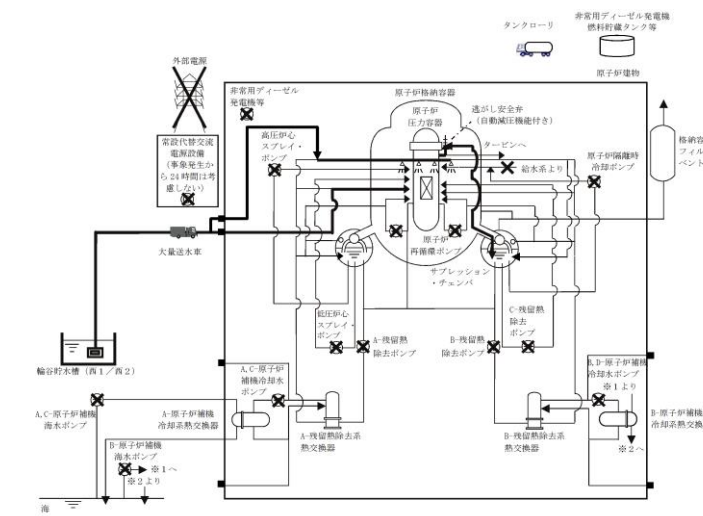 タンクローリ
非常用ディーゼル発電機
燃料貯蔵タンク等
原子炉建物
外部電源
非常用ディーゼル
発電機等
原子炉格納容器
原子炉
圧力容器
逃がし安全弁
(自動減圧機能付き)
高圧炉心
スプレイ・
ポンプ
タービンへ
給水系より
原子炉隔離時
冷却ポンプ
格納容
フィル
ベント
常設代替交流
電源設備
(事象発生か
ら24時間は考
慮しない)
大量送水車
原子炉
再循環ポンプ
サプレッション
・チェンバ
低圧炉心
スプレイ・
ポンプ
A-残留熱
除去ポンプ
B-残留熱
除去ポンプ
C-残留熱
除去
ポンプ
輪谷貯水槽(西1/西2)
A,C-原子炉
補機冷却水
ポンプ
B,D-原子炉補機
冷却水ポンプ
※1より
A,C-原子炉補機
海水ポンプ
A-原子炉補機
冷却系熱交換器
A-残留熱除去系
熱交換器
B-残留熱除去系
熱交換器
B-原子炉補機
冷却系熱交換
※2へ
B-原子炉補機
海水ポンプ
※1へ
※2より
海